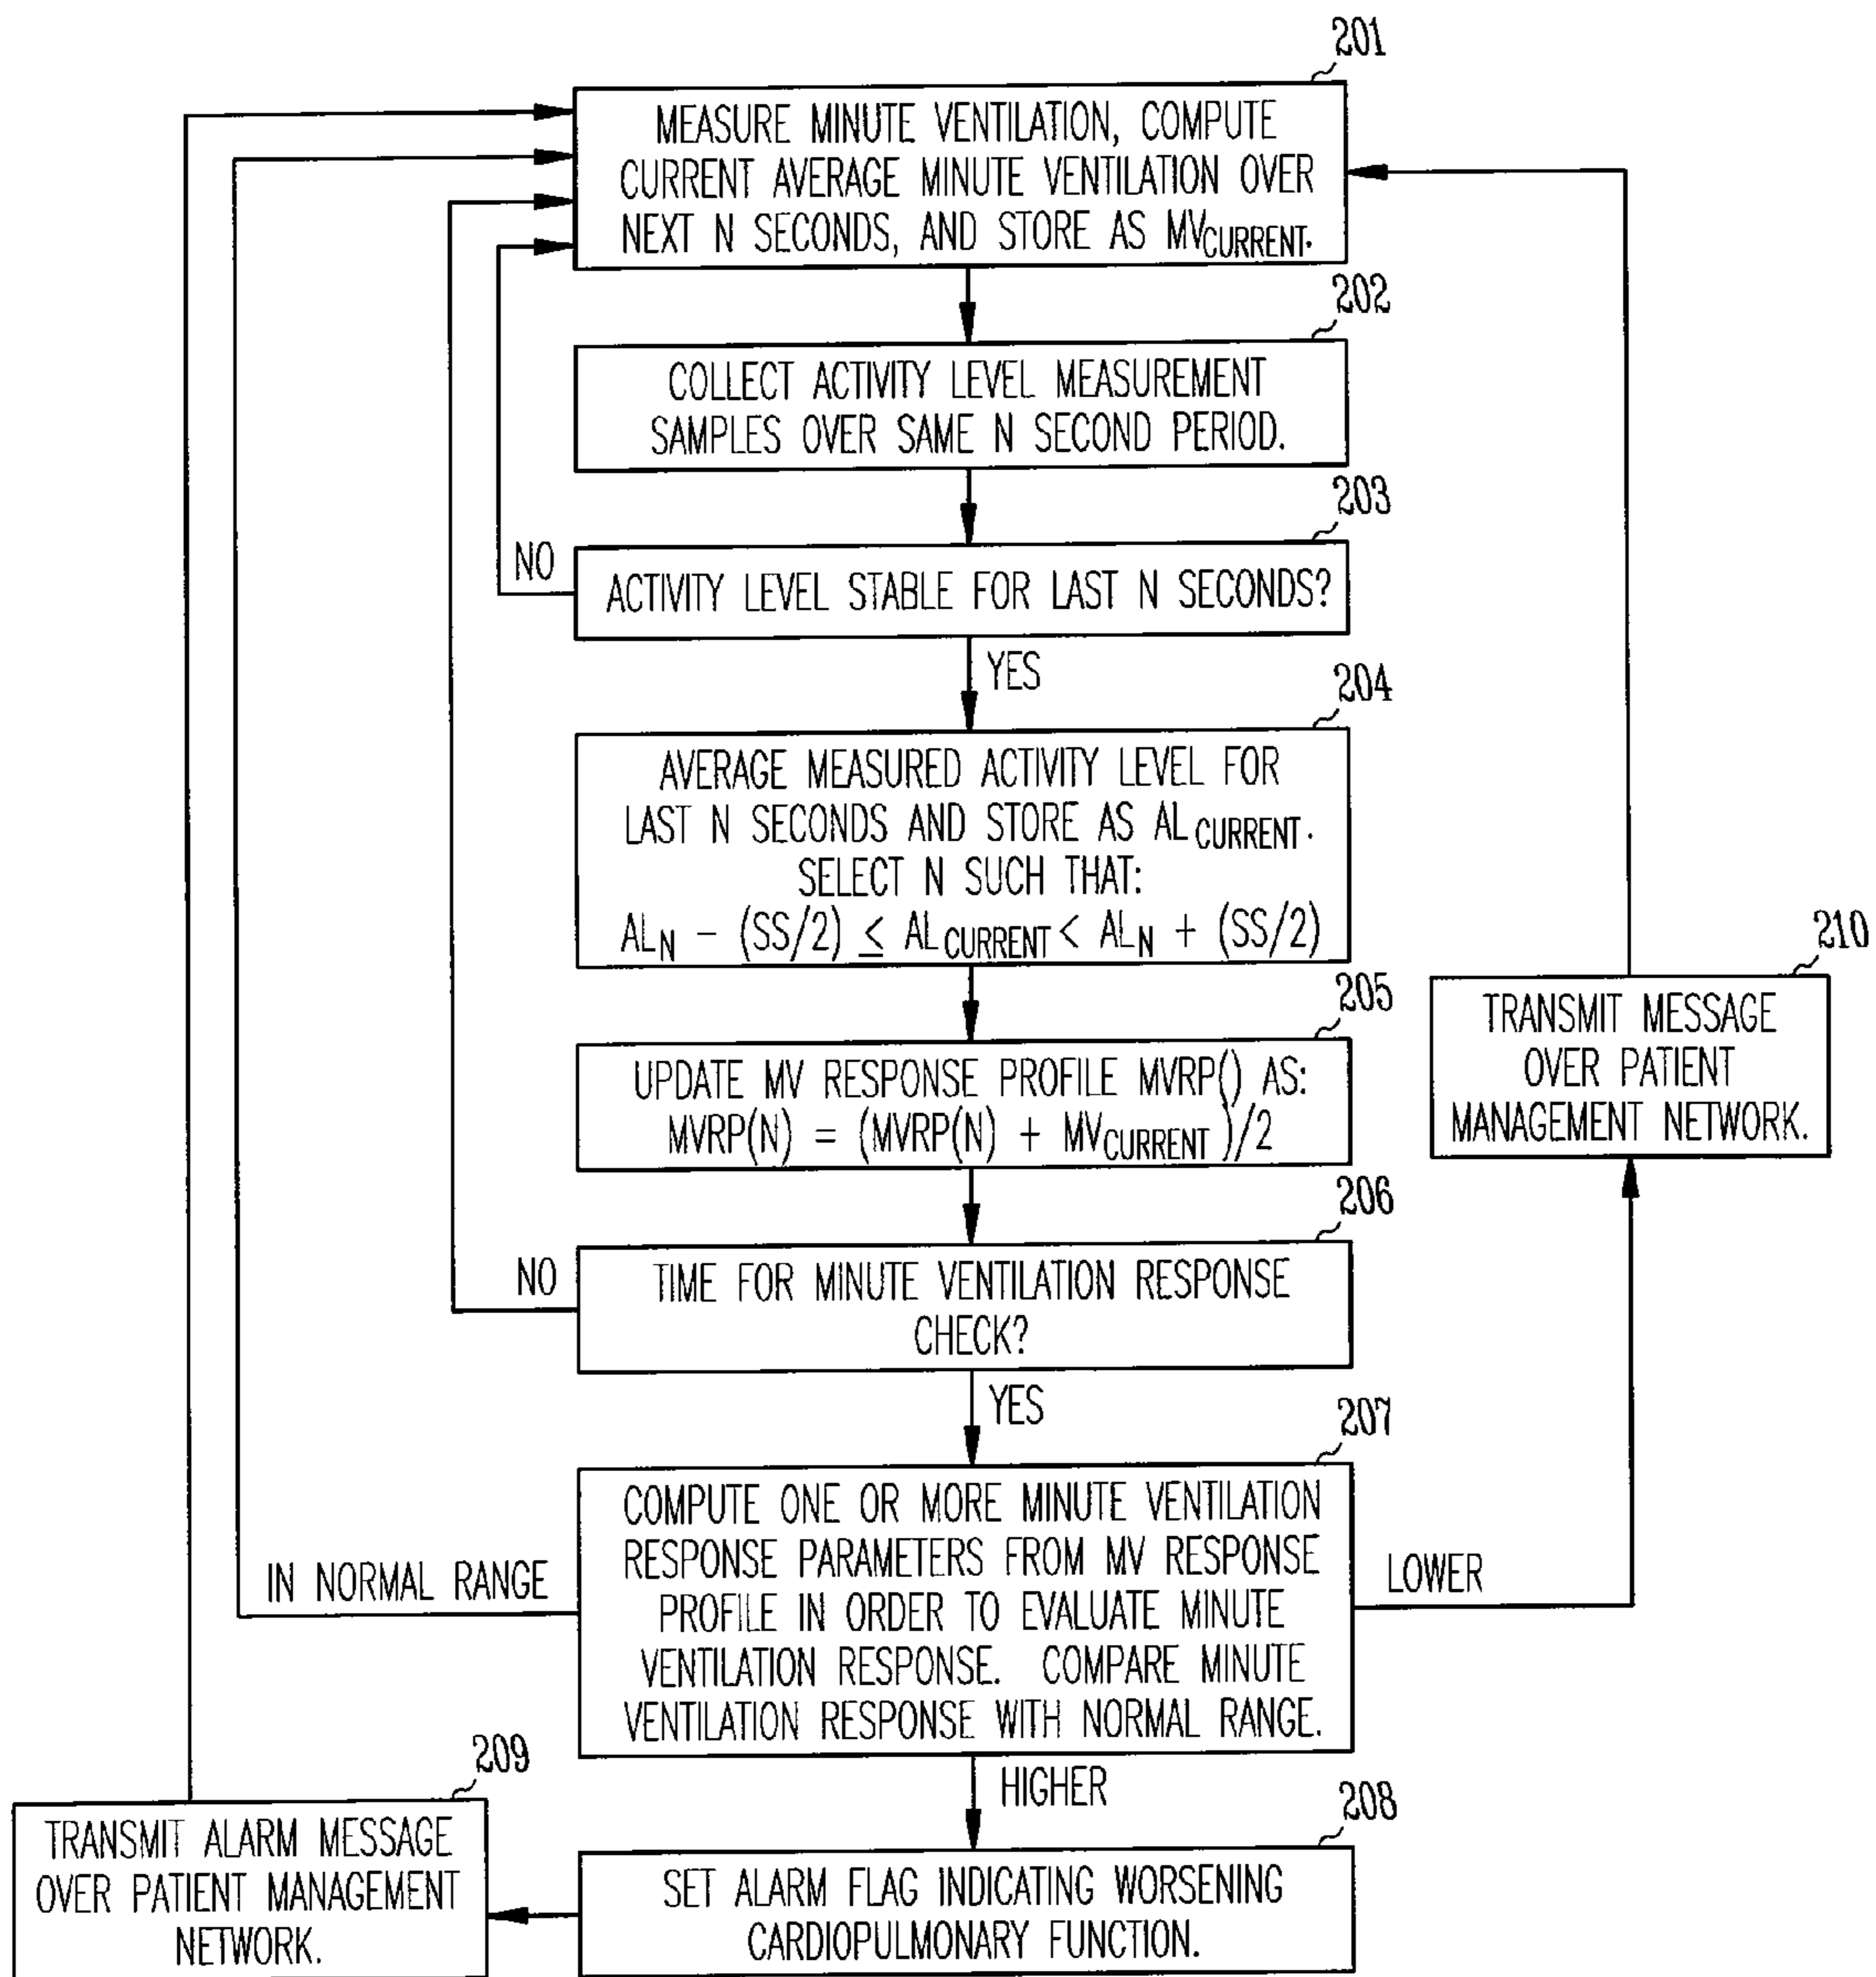 201
MEASURE MINUTE VENTILATION, COMPUTE
CURRENT AVERAGE MINUTE VENTILATION OVER
NEXT N SECONDS, AND STORE AS MVCURRENT.
202
COLLECT ACTIVITY LEVEL MEASUREMENT
SAMPLES OVER SAME N SECOND PERIOD.
203
NO
ACTIVITY LEVEL STABLE FOR LAST N SECONDS?
YES
204
AVERAGE MEASURED ACTIVITY LEVEL FOR
LAST N SECONDS AND STORE AS ALCURRENT.
SELECT N SUCH THAT:
ALN - (SS/2) ≤ ALCURRENT < ALN + (SS/2)
205
UPDATE MV RESPONSE PROFILE MVRP() AS:
MVRP(N) = (MVRP(N) + MVCURRENT)/2
210
TRANSMIT MESSAGE
OVER PATIENT
MANAGEMENT NETWORK.
206
NO
TIME FOR MINUTE VENTILATION RESPONSE
CHECK?
YES
207
COMPUTE ONE OR MORE MINUTE VENTILATION
RESPONSE PARAMETERS FROM MV RESPONSE
PROFILE IN ORDER TO EVALUATE MINUTE
VENTILATION RESPONSE. COMPARE MINUTE
VENTILATION RESPONSE WITH NORMAL RANGE.
IN NORMAL RANGE
LOWER
HIGHER
208
SET ALARM FLAG INDICATING WORSENING
CARDIOPULMONARY FUNCTION.
209
TRANSMIT ALARM MESSAGE
OVER PATIENT MANAGEMENT
NETWORK.